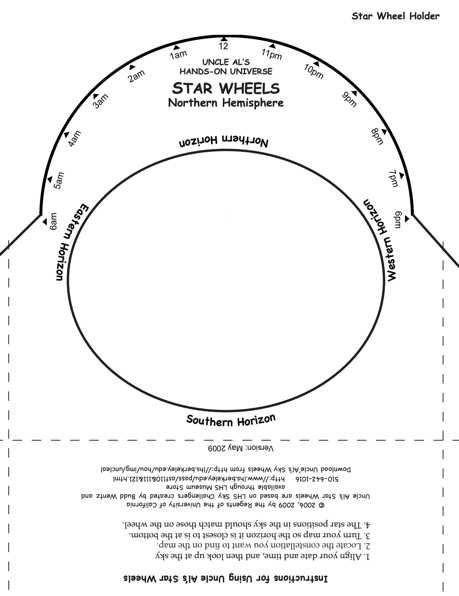 Star Wheel Holder
12
1am
11pm
2am
10pm
3am
9pm
4am
8pm
5am
7pm
6am
6pm
UNCLE AL'S
HANDS-ON UNIVERSE
STAR WHEELS
Northern Hemisphere
Northern Horizon
Eastern Horizon
Western Horizon
Southern Horizon
Instructions for Using Uncle Al's Star Wheels
1. Align your date and time, and then look up at the sky
2. Locate the constellation you want to find on the map.
3. Turn your map so the horizon it is closest to is at the bottom.
4. The star positions in the sky should match those on the wheel.
© 2006, 2009 by the Regents of the University of California
Uncle Al's Star Wheels are based on LHS Sky Challengers created by Budd Wentz and
available through LHS Museum Store
510-642-1016 http://www.lhs.berkeley.edu/pass/ast110811181121.html
Download Uncle Al's Sky Wheels from http://lhs.berkeley.edu/hou/img/uncleal
Version: May 2009